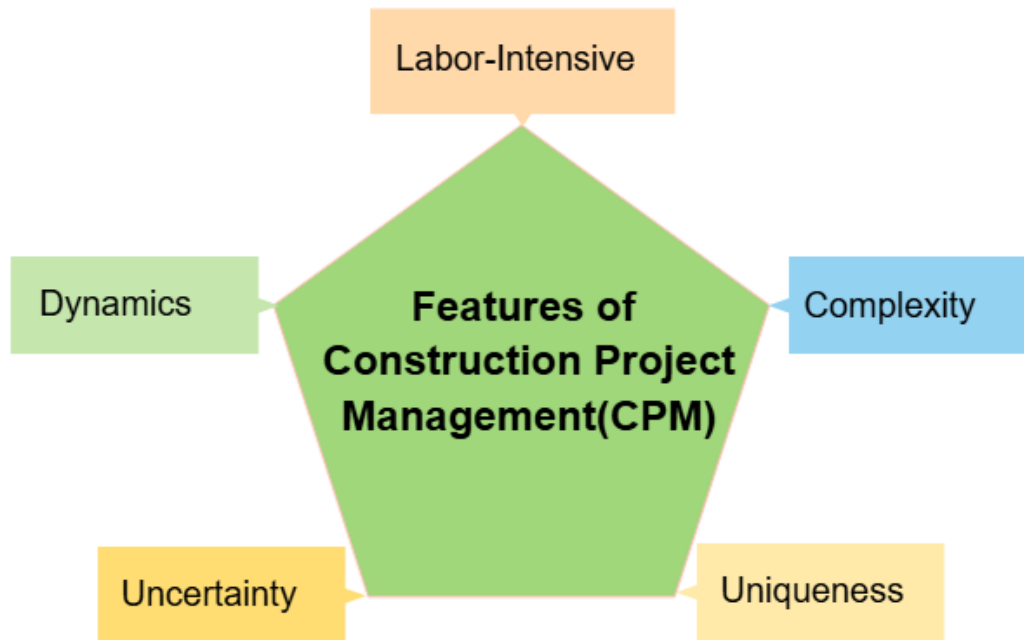 Labor-Intensive
Dynamics
Features of
Construction Project
Management(CPM)
Complexity
Uncertainty
Uniqueness